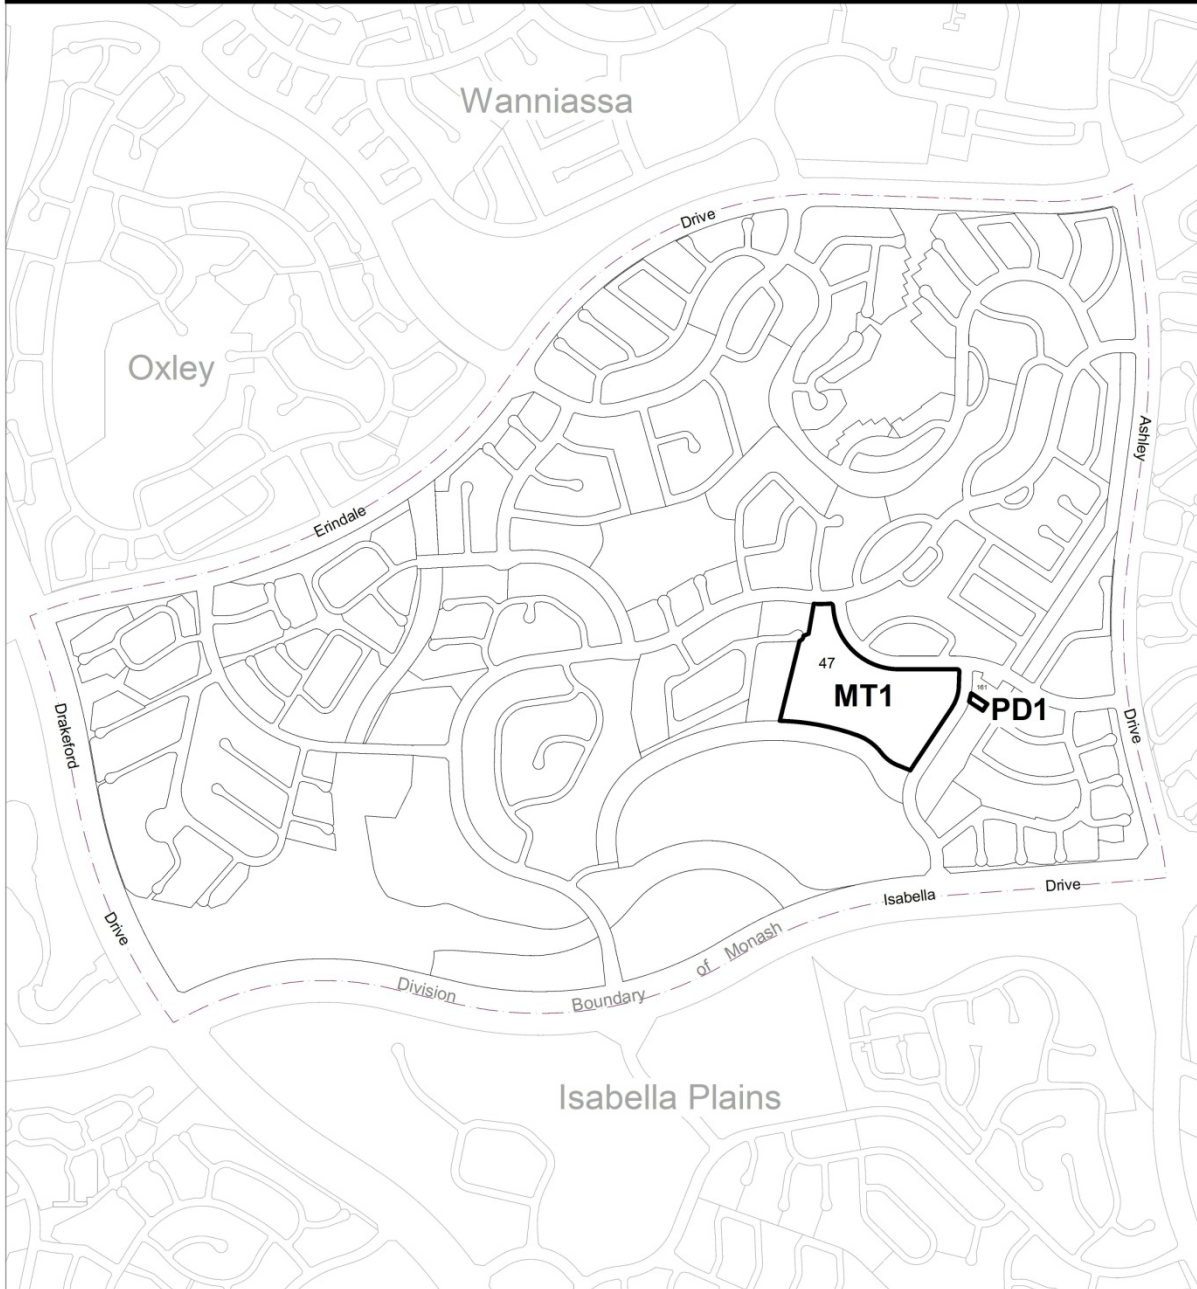 Wanniassa
Drive
Oxley
Ashley
Erindale
47
MT1
161
PD1
Drakeford
Drive
Drive
Isabella
Drive
Division
Boundary
of Monash
Isabella Plains